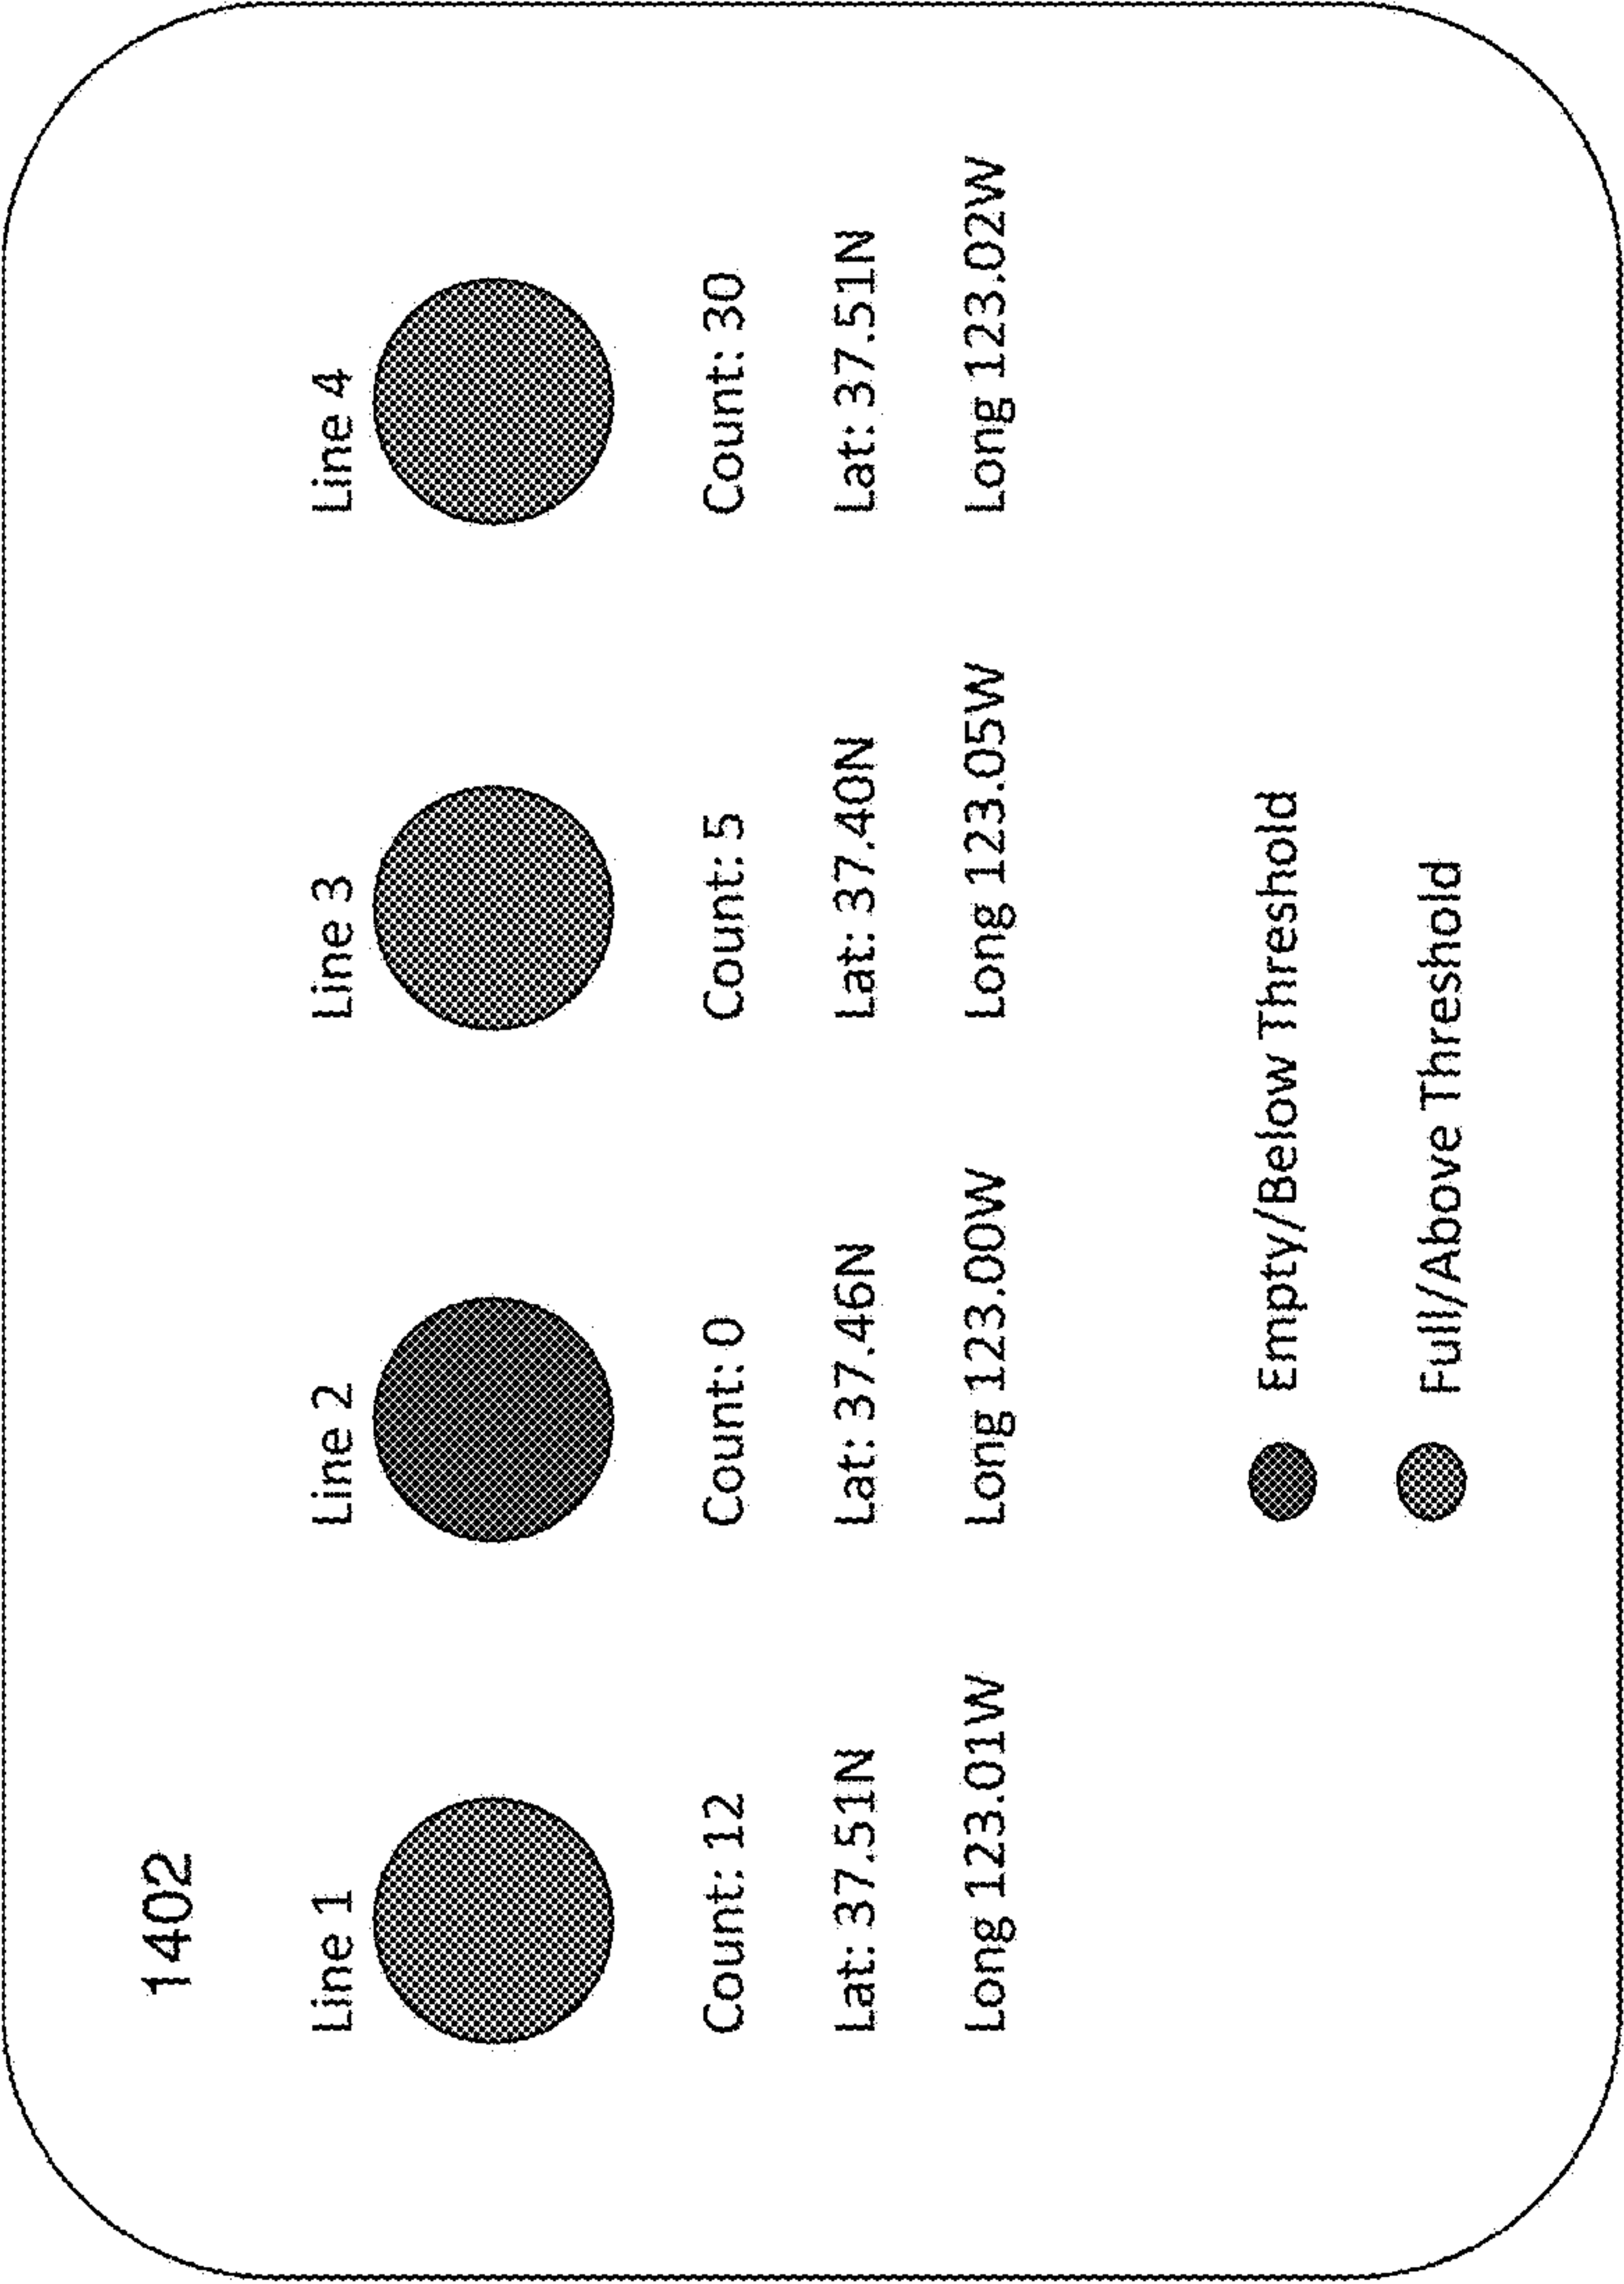 1402
Line 1
Line 2
Line 3
Line 4
Count: 12
Count: 0
Count: 5
Count: 30
Lat: 37.51N
Lat: 37.46N
Lat: 37.40N
Lat: 37.51N
Long 123.01W
Long 123.00W
Long 123.05W
Long 123.02W
Empty/Below Threshold
Full/Above Threshold